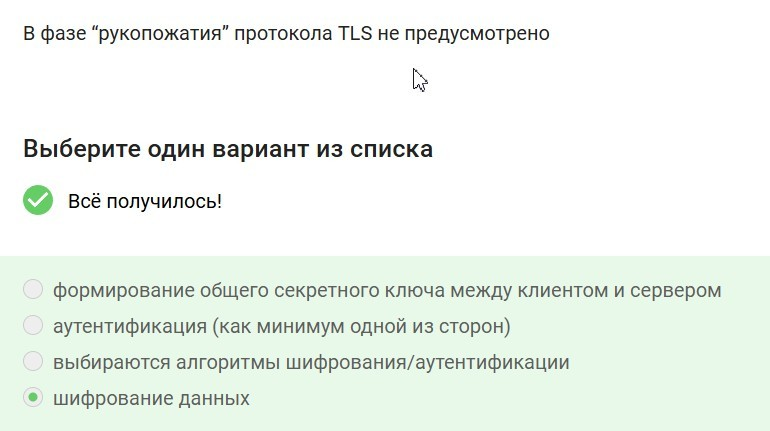 В фазе “рукопожатия” протокола TLS не предусмотрено
Выберите один вариант из списка
Всё получилось!
формирование общего секретного ключа между клиентом и сервером
аутентификация (как минимум одной из сторон)
выбираются алгоритмы шифрования/аутентификации
шифрование данных